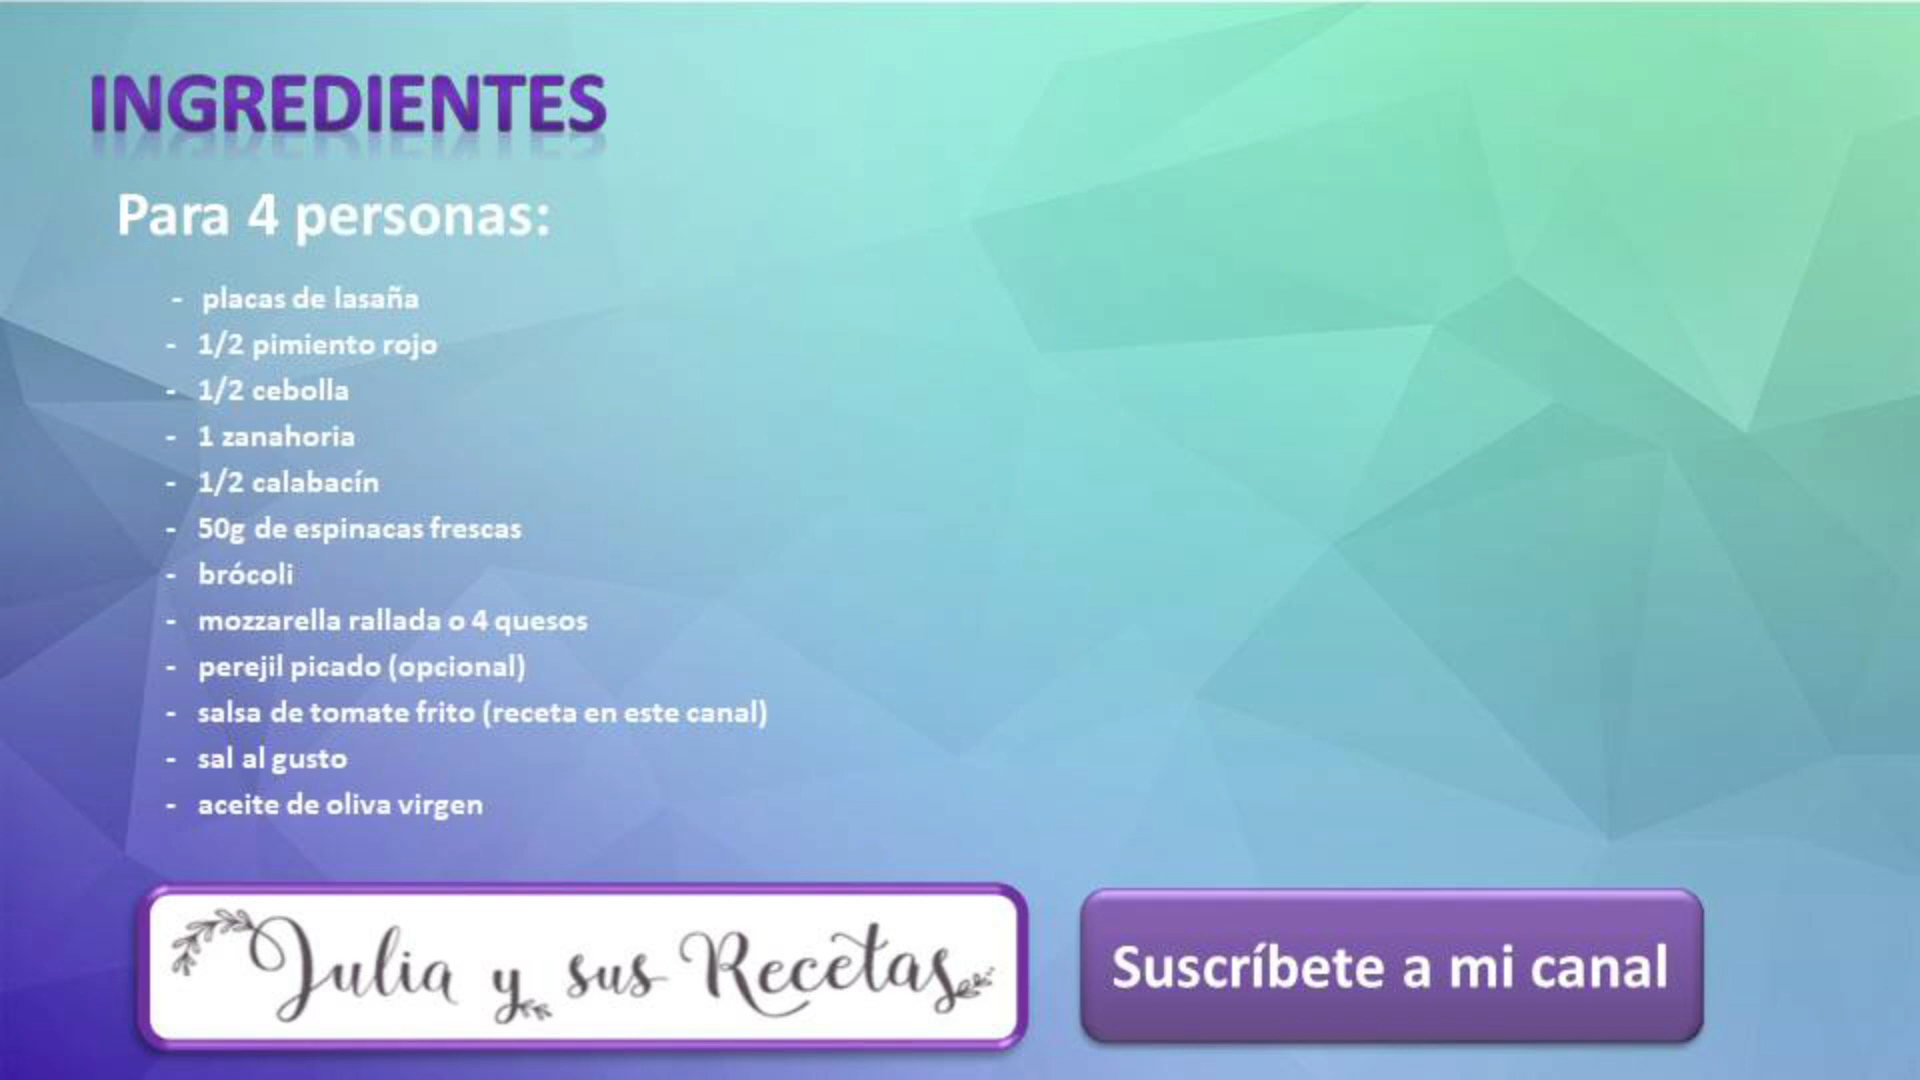 INGREDIENTES
Para 4 personas:
- placas de lasaña
- 1/2 pimiento rojo
- 1/2 cebolla
- 1 zanahoria
- 1/2 calabacín
- 50g de espinacas frescas
- brócoli
- mozzarella rallada o 4 quesos
- perejil picado (opcional)
- salsa de tomate frito (receta en este canal)
- sal al gusto
- aceite de oliva virgen
Julia y sus Recetas
Suscríbete a mi canal